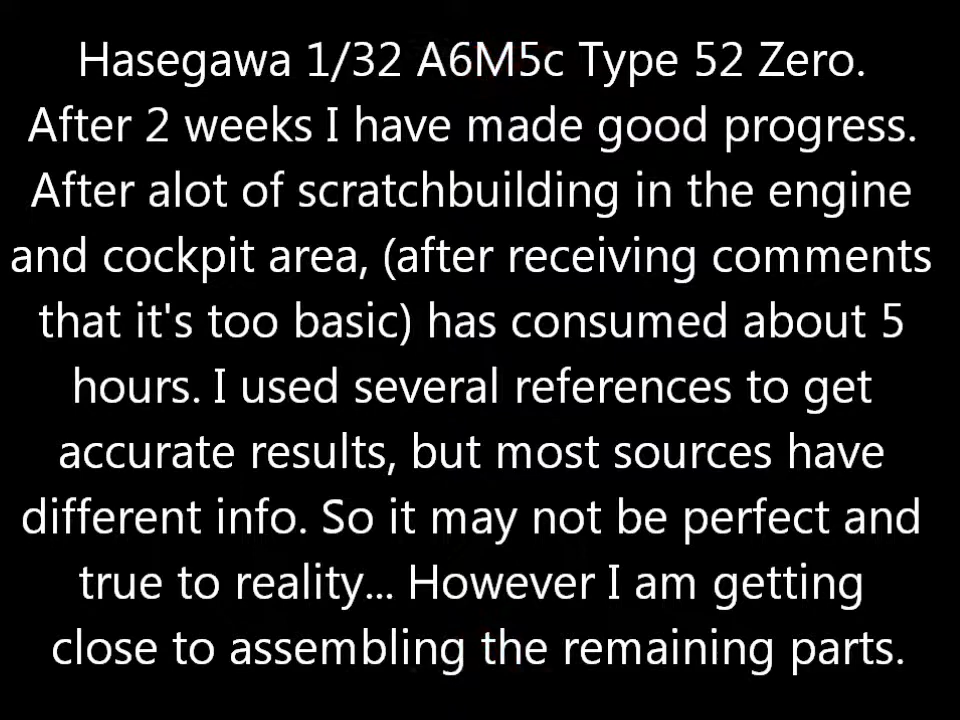 Hasegawa 1/32 A6M5c Type 52 Zero.
After 2 weeks I have made good progress.
After alot of scratchbuilding in the engine
and cockpit area, (after receiving comments
that it's too basic) has consumed about 5
hours. I used several references to get
accurate results, but most sources have
different info. So it may not be perfect and
true to reality... However I am getting
close to assembling the remaining parts.